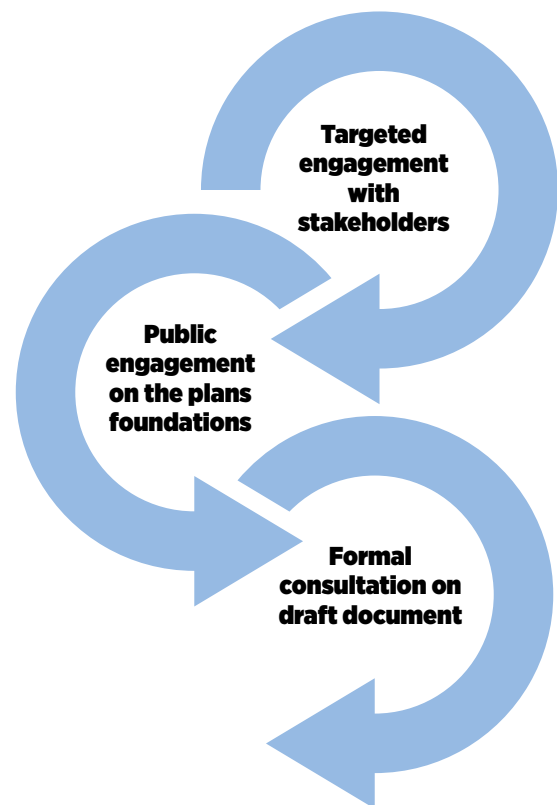 Targeted
engagement
with
stakeholders
Public
engagement
on the plans
foundations
Formal
consultation on
draft document